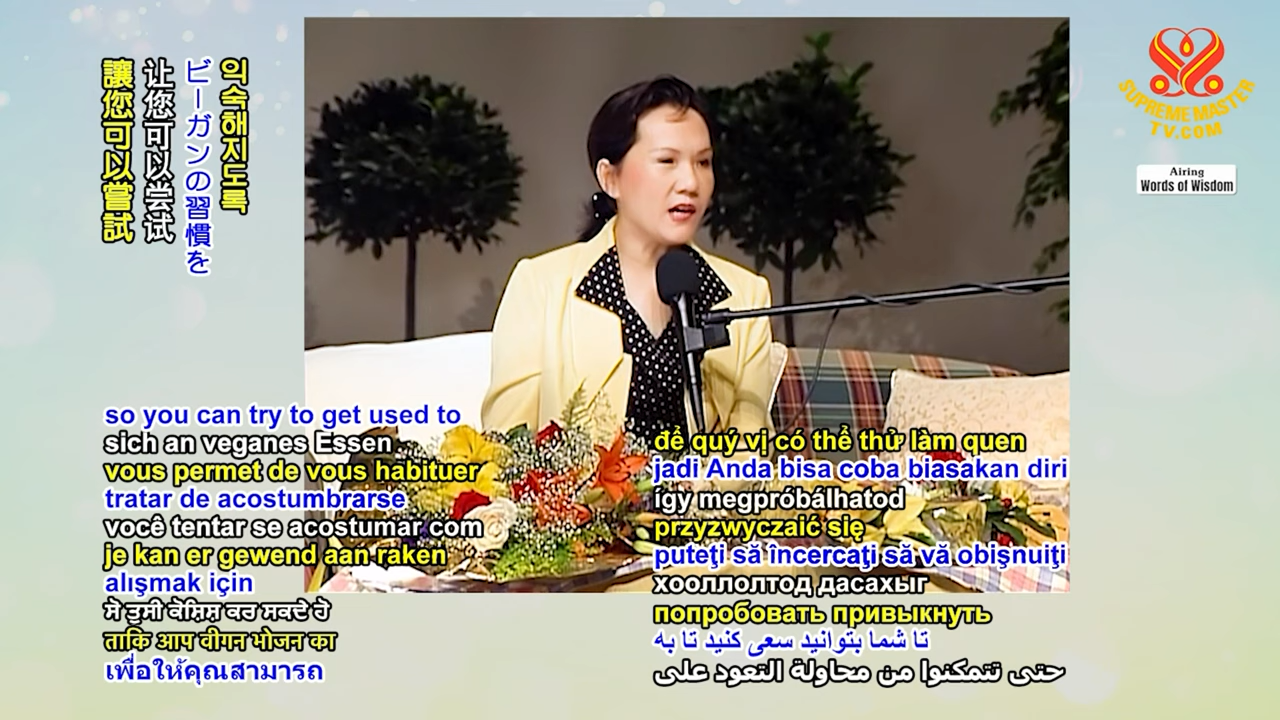 讓您可以嘗試
让您可以尝试
ビーガンの習慣を
익숙해지도록
SUPREME MASTER
TV.COM
Airing
Words of Wisdom
so you can try to get used to
sich an veganes Essen
vous permet de vous habituer
tratar de acostumbrarse
você tentar se acostumar com
je kan er gewend aan raken
alışmak için
ਸੋ ਤੁਸੀ ਕੋਸ਼ਿਸ਼ ਕਰ ਸਕਦੇ ਹੋ
ताकि आप वीगन भोजन का
เพื่อให้คุณสามารถ
để quý vị có thể thử làm quen
jadi Anda bisa coba biasakan diri
így megpróbálhatod
przyzwyczaić się
puteţi să încercaţi să vă obişnuiţi
хооллолтод дасахыг
попробовать привыкнуть
تا شما بتوانید سعی کنید تا به
حتى تتمكنوا من محاولة التعود على